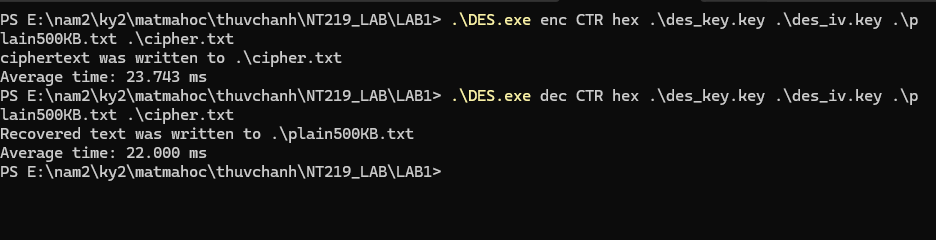 PS E:\nam2\ky2\matmahoc\thuvchanh\NT219_LAB\LAB1> .\DES.exe enc CTR hex .\des_key.key .\des_iv.key .\p
lain500KB.txt .\cipher.txt
ciphertext was written to .\cipher.txt
Average time: 23.743 ms
PS E:\nam2\ky2\matmahoc\thuvchanh\NT219_LAB\LAB1> .\DES.exe dec CTR hex .\des_key.key .\des_iv.key .\p
lain500KB.txt .\cipher.txt
Recovered text was written to .\plain500KB.txt
Average time: 22.000 ms
PS E:\nam2\ky2\matmahoc\thuvchanh\NT219_LAB\LAB1>